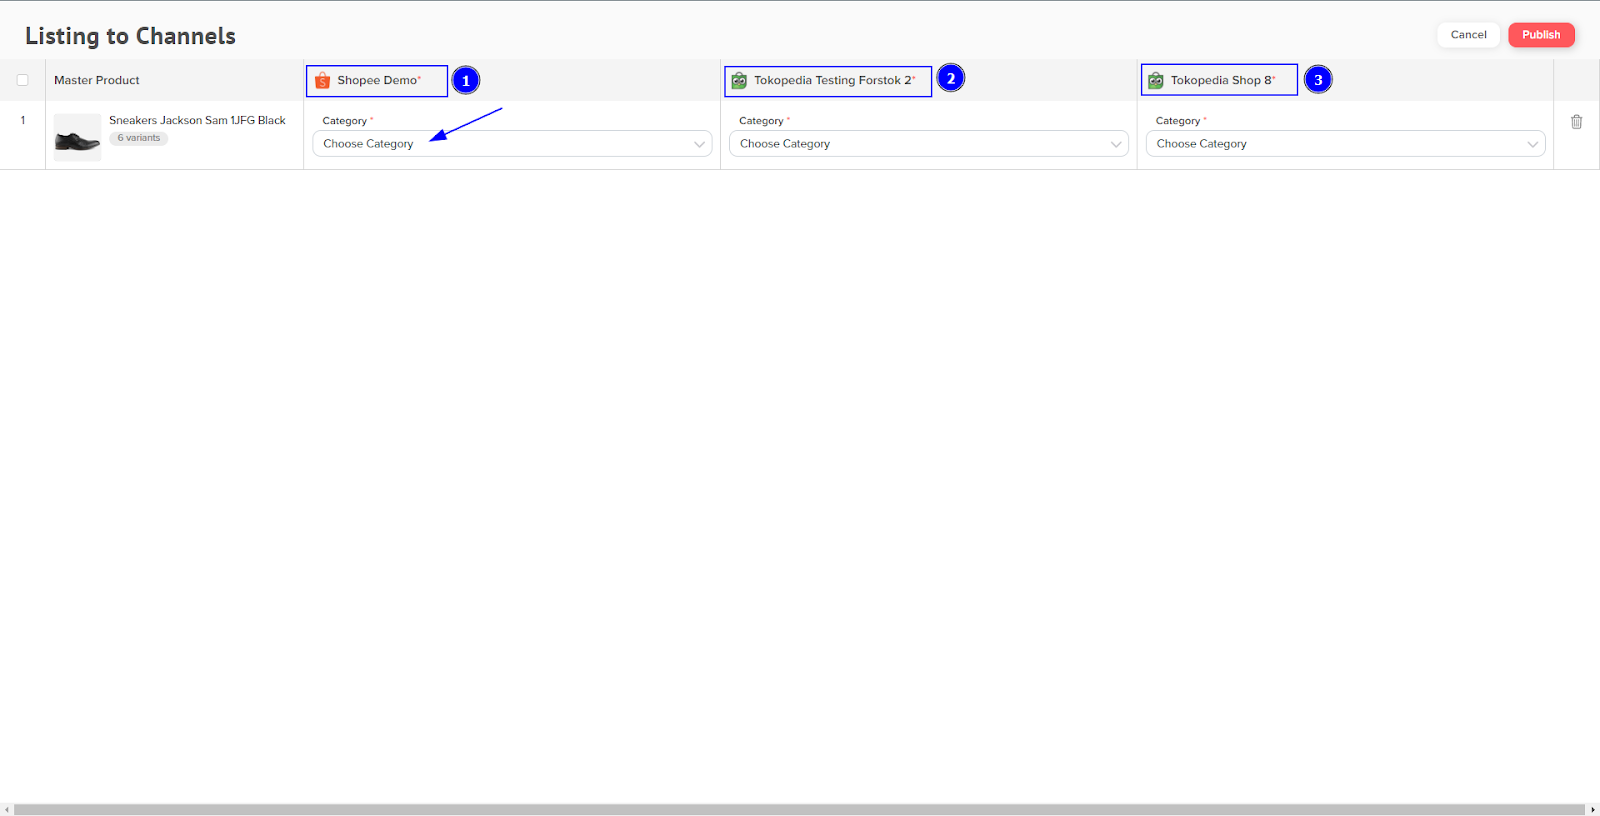 Listing to Channels
Cancel
Publish
Master Product
Shopee Demo*
1
Tokopedia Testing Forstok 2*
2
Tokopedia Shop 8*
3
1
Sneakers Jackson Sam 1JFG Black
6 variants
Category *
Choose Category
Category *
Choose Category
Category *
Choose Category